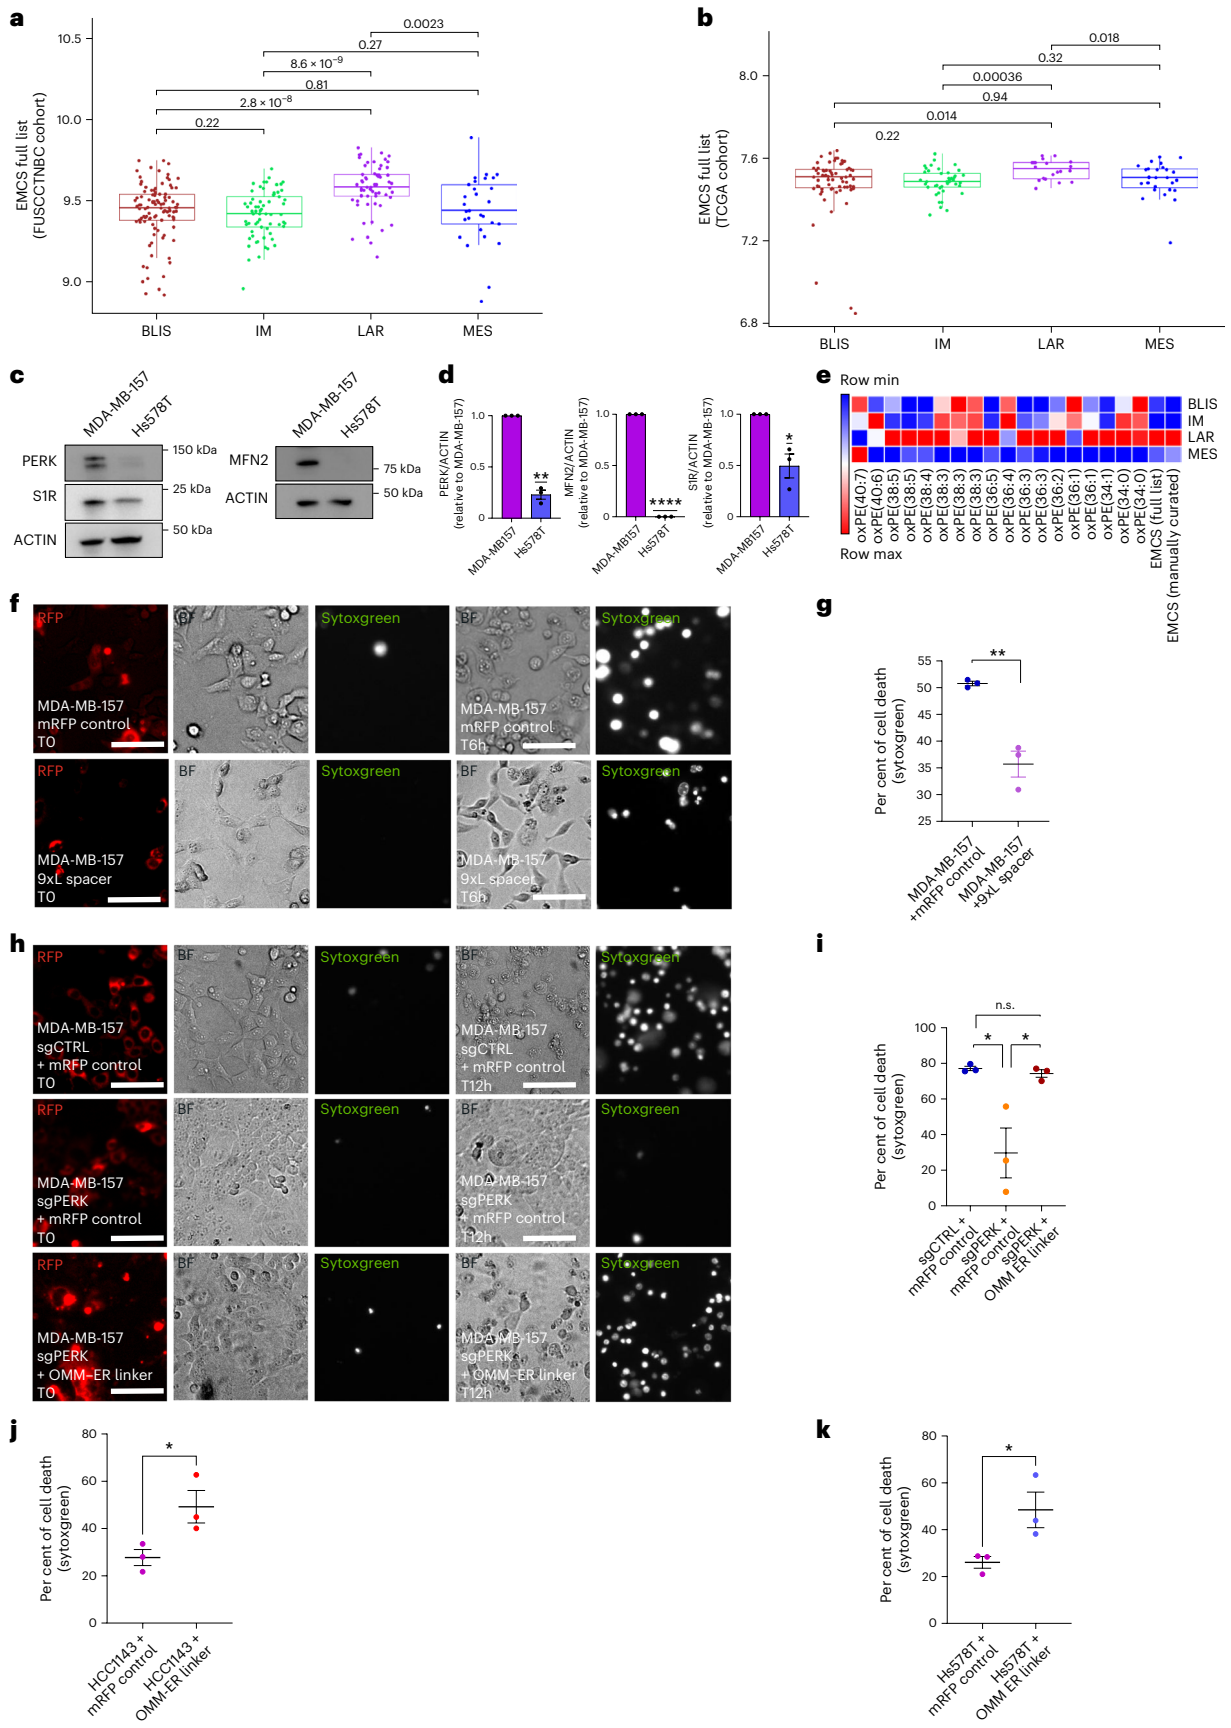 a
EMCS full list
(FUSCCTNBC cohort)
10.5
10.0
9.5
9.0
0.0023
0.27
8.6 × 10−9
0.81
2.8 × 10−8
0.22
BLIS
IM
LAR
MES
b
EMCS full list
(TCGA cohort)
8.0
7.6
7.2
6.8
0.018
0.32
0.00036
0.94
0.014
0.22
BLIS
IM
LAR
MES
c
MDA-MB-157
Hs578T
PERK
150 kDa
S1R
25 kDa
ACTIN
50 kDa
MDA-MB-157
Hs578T
MFN2
75 kDa
ACTIN
50 kDa
d
PERK/ACTIN
(relative to MDA-MB-157)
1.0
0.5
0
**
MDA-MB157
Hs578T
MFN2/ACTIN
(relative to MDA-MB-157)
1.0
0.5
0
****
MDA-MB157
Hs578T
S1R/ACTIN
(relative to MDA-MB-157)
1.0
0.5
0
*
MDA-MB157
Hs578T
e
Row min
Row max
BLIS
IM
LAR
MES
oxPE(40:7)
oxPE(40:6)
oxPE(38:5)
oxPE(38:5)
oxPE(38:4)
oxPE(38:3)
oxPE(38:3)
oxPE(38:3)
oxPE(36:5)
oxPE(36:4)
oxPE(36:3)
oxPE(36:3)
oxPE(36:2)
oxPE(36:1)
oxPE(36:1)
oxPE(34:1)
oxPE(34:0)
oxPE(34:0)
EMCS (full list)
EMCS (manually curated)
f
RFP
MDA-MB-157
mRFP control
T0
BF
Sytoxgreen
BF
MDA-MB-157
mRFP control
T6h
Sytoxgreen
RFP
MDA-MB-157
9xL spacer
T0
BF
Sytoxgreen
BF
MDA-MB-157
9xL spacer
T6h
Sytoxgreen
g
Per cent of cell death
(sytoxgreen)
55
50
45
40
35
30
25
**
MDA-MB-157
+mRFP control
MDA-MB-157
+9xL spacer
h
RFP
MDA-MB-157
sgCTRL
+ mRFP control
T0
BF
Sytoxgreen
BF
MDA-MB-157
sgCTRL
+ mRFP control
T12h
Sytoxgreen
RFP
MDA-MB-157
sgPERK
+ mRFP control
T0
BF
Sytoxgreen
BF
MDA-MB-157
sgPERK
+ mRFP control
T12h
Sytoxgreen
RFP
MDA-MB-157
sgPERK
+ OMM–ER linker
T0
BF
Sytoxgreen
BF
MDA-MB-157
sgPERK
+ OMM–ER linker
T12h
Sytoxgreen
i
Per cent of cell death
(sytoxgreen)
100
80
60
40
20
0
n.s.
*
*
sgCTRL +
mRFP control
sgPERK +
mRFP control
sgPERK +
OMM ER linker
j
Per cent of cell death
(sytoxgreen)
80
60
40
20
0
*
HCC1143 +
mRFP control
HCC1143 +
OMM-ER linker
k
Per cent of cell death
(sytoxgreen)
80
60
40
20
0
*
Hs578T +
mRFP control
Hs578T +
OMM ER linker